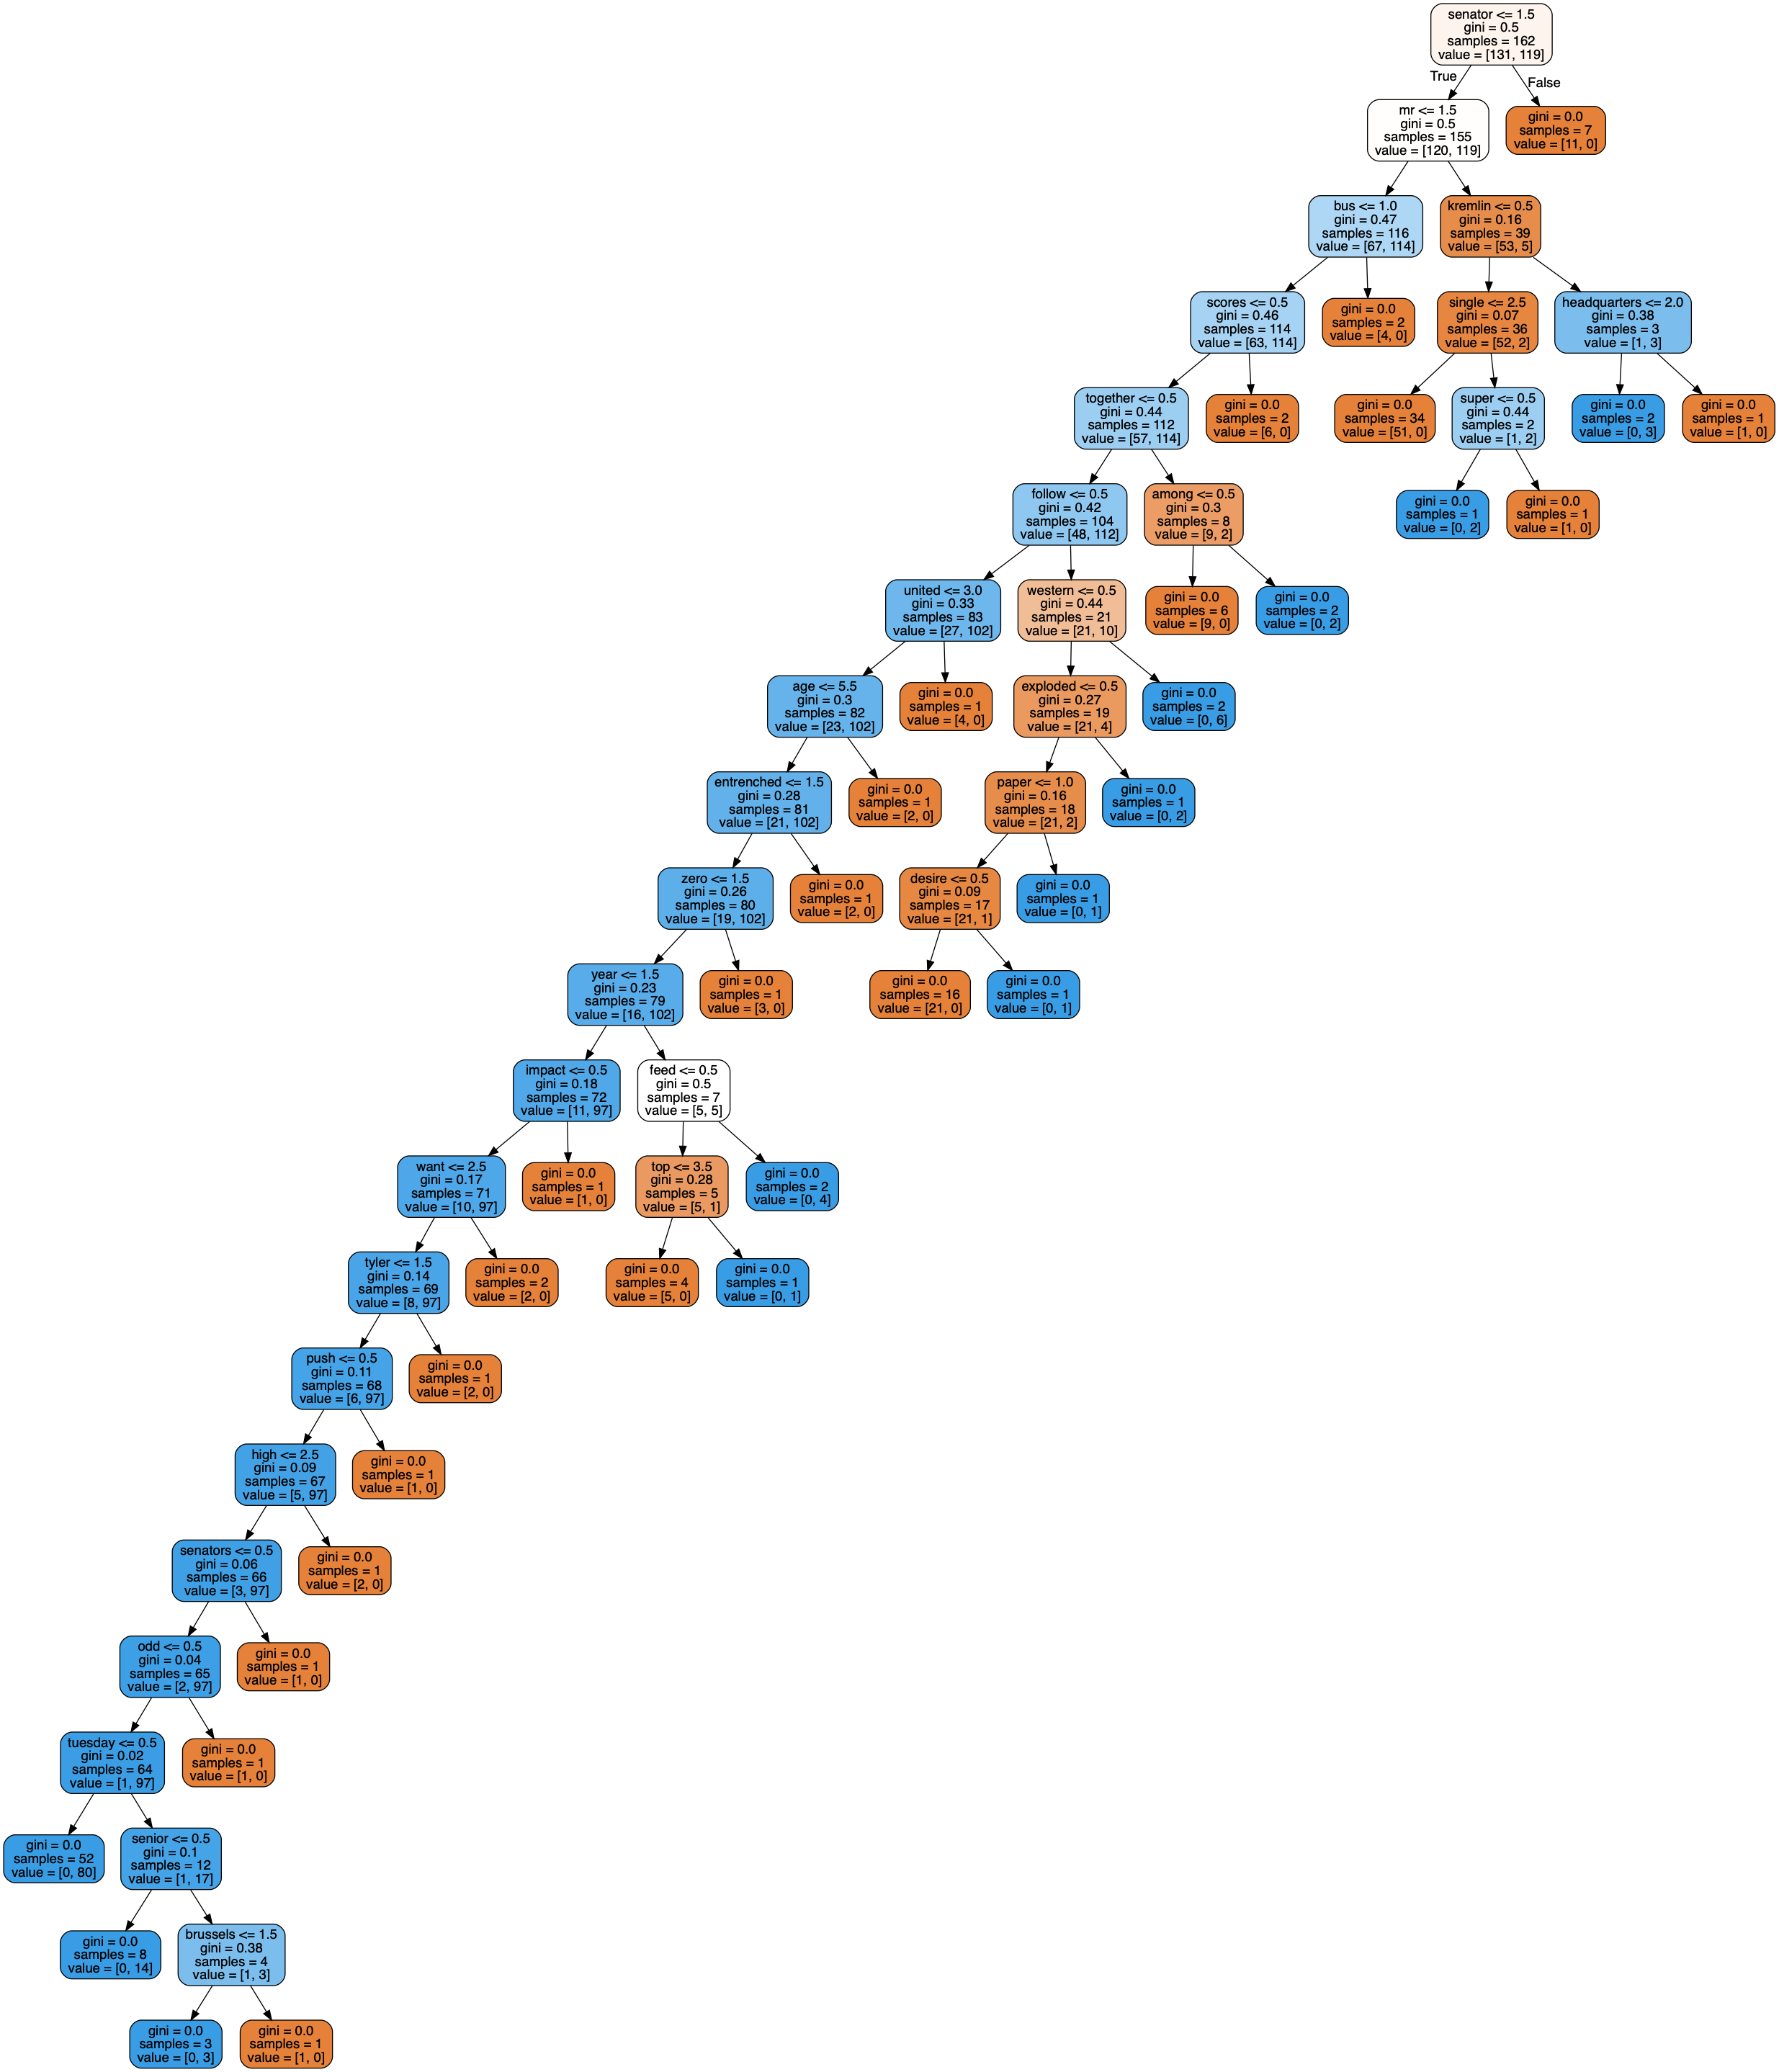 senator <= 1.5
gini = 0.5
samples = 162
value = [131, 119]
True
False
mr <= 1.5
gini = 0.5
samples = 155
value = [120, 119]
gini = 0.0
samples = 7
value = [11, 0]
bus <= 1.0
gini = 0.47
samples = 116
value = [67, 114]
kremlin <= 0.5
gini = 0.16
samples = 39
value = [53, 5]
scores <= 0.5
gini = 0.46
samples = 114
value = [63, 114]
gini = 0.0
samples = 2
value = [4, 0]
single <= 2.5
gini = 0.07
samples = 36
value = [52, 2]
headquarters <= 2.0
gini = 0.38
samples = 3
value = [1, 3]
together <= 0.5
gini = 0.44
samples = 112
value = [57, 114]
gini = 0.0
samples = 2
value = [6, 0]
gini = 0.0
samples = 34
value = [51, 0]
super <= 0.5
gini = 0.44
samples = 2
value = [1, 2]
gini = 0.0
samples = 2
value = [0, 3]
gini = 0.0
samples = 1
value = [1, 0]
follow <= 0.5
gini = 0.42
samples = 104
value = [48, 112]
among <= 0.5
gini = 0.3
samples = 8
value = [9, 2]
gini = 0.0
samples = 1
value = [0, 2]
gini = 0.0
samples = 1
value = [1, 0]
united <= 3.0
gini = 0.33
samples = 83
value = [27, 102]
western <= 0.5
gini = 0.44
samples = 21
value = [21, 10]
gini = 0.0
samples = 6
value = [9, 0]
gini = 0.0
samples = 2
value = [0, 2]
age <= 5.5
gini = 0.3
samples = 82
value = [23, 102]
gini = 0.0
samples = 1
value = [4, 0]
exploded <= 0.5
gini = 0.27
samples = 19
value = [21, 4]
gini = 0.0
samples = 2
value = [0, 6]
entrenched <= 1.5
gini = 0.28
samples = 81
value = [21, 102]
gini = 0.0
samples = 1
value = [2, 0]
paper <= 1.0
gini = 0.16
samples = 18
value = [21, 2]
gini = 0.0
samples = 1
value = [0, 2]
zero <= 1.5
gini = 0.26
samples = 80
value = [19, 102]
gini = 0.0
samples = 1
value = [2, 0]
desire <= 0.5
gini = 0.09
samples = 17
value = [21, 1]
gini = 0.0
samples = 1
value = [0, 1]
year <= 1.5
gini = 0.23
samples = 79
value = [16, 102]
gini = 0.0
samples = 1
value = [3, 0]
gini = 0.0
samples = 16
value = [21, 0]
gini = 0.0
samples = 1
value = [0, 1]
impact <= 0.5
gini = 0.18
samples = 72
value = [11, 97]
feed <= 0.5
gini = 0.5
samples = 7
value = [5, 5]
want <= 2.5
gini = 0.17
samples = 71
value = [10, 97]
gini = 0.0
samples = 1
value = [1, 0]
top <= 3.5
gini = 0.28
samples = 5
value = [5, 1]
gini = 0.0
samples = 2
value = [0, 4]
tyler <= 1.5
gini = 0.14
samples = 69
value = [8, 97]
gini = 0.0
samples = 2
value = [2, 0]
gini = 0.0
samples = 4
value = [5, 0]
gini = 0.0
samples = 1
value = [0, 1]
push <= 0.5
gini = 0.11
samples = 68
value = [6, 97]
gini = 0.0
samples = 1
value = [2, 0]
high <= 2.5
gini = 0.09
samples = 67
value = [5, 97]
gini = 0.0
samples = 1
value = [1, 0]
senators <= 0.5
gini = 0.06
samples = 66
value = [3, 97]
gini = 0.0
samples = 1
value = [2, 0]
odd <= 0.5
gini = 0.04
samples = 65
value = [2, 97]
gini = 0.0
samples = 1
value = [1, 0]
tuesday <= 0.5
gini = 0.02
samples = 64
value = [1, 97]
gini = 0.0
samples = 1
value = [1, 0]
gini = 0.0
samples = 52
value = [0, 80]
senior <= 0.5
gini = 0.1
samples = 12
value = [1, 17]
gini = 0.0
samples = 8
value = [0, 14]
brussels <= 1.5
gini = 0.38
samples = 4
value = [1, 3]
gini = 0.0
samples = 3
value = [0, 3]
gini = 0.0
samples = 1
value = [1, 0]